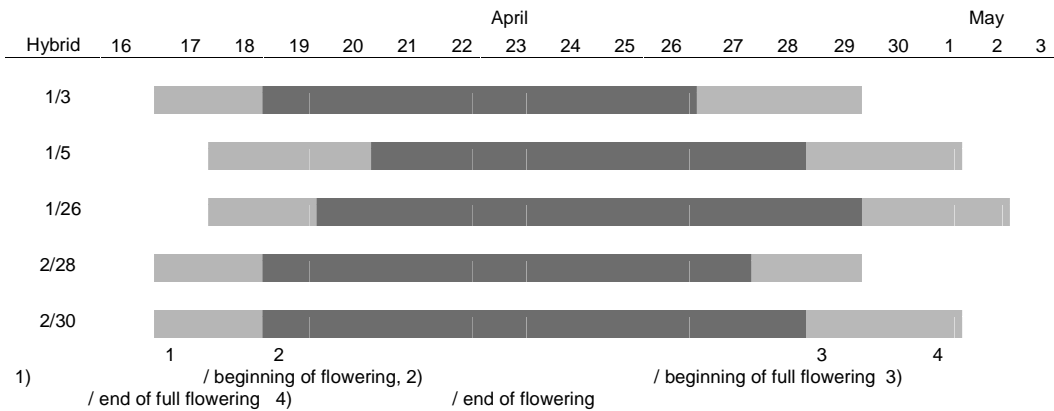 April May
Hybrid 16 17 18 19 20 21 22 23 24 25 26 27 28 29 30 1 2 3
1/3
1/5
1/26
2/28
2/30
1 2 3 4
1) / beginning of flowering, 2) / beginning of full flowering 3)
/ end of full flowering 4) / end of flowering